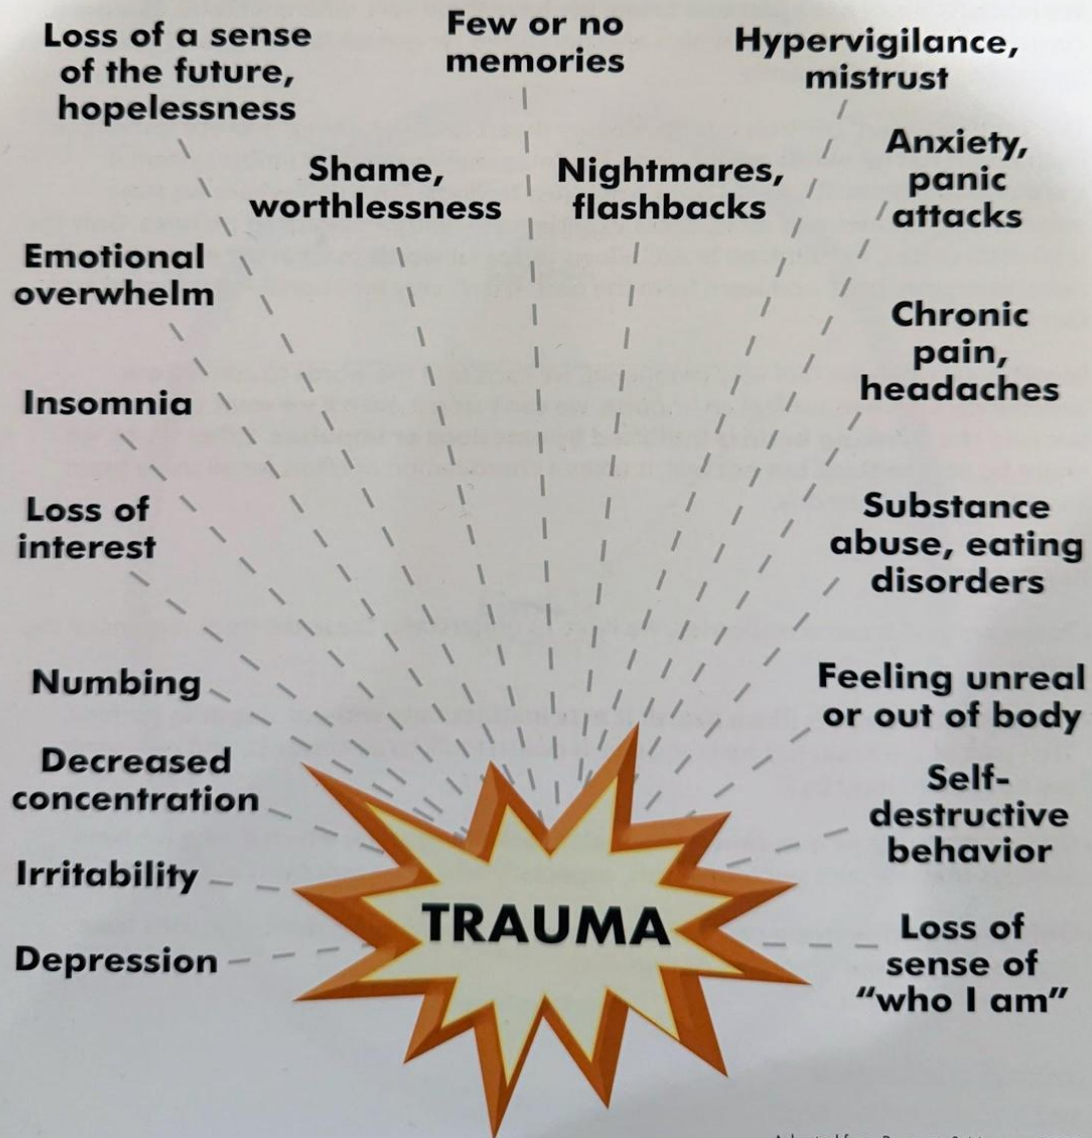 Loss of a sense
of the future,
hopelessness
Few or no
memories
Hypervigilance,
mistrust
Shame,
worthlessness
Nightmares,
flashbacks
Anxiety,
panic
attacks
Emotional
overwhelm
Chronic
pain,
headaches
Insomnia
Loss of
interest
Substance
abuse, eating
disorders
Numbing
Feeling unreal
or out of body
Decreased
concentration
Self-
destructive
behavior
Irritability
TRAUMA
Depression
Loss of
sense of
“who I am”